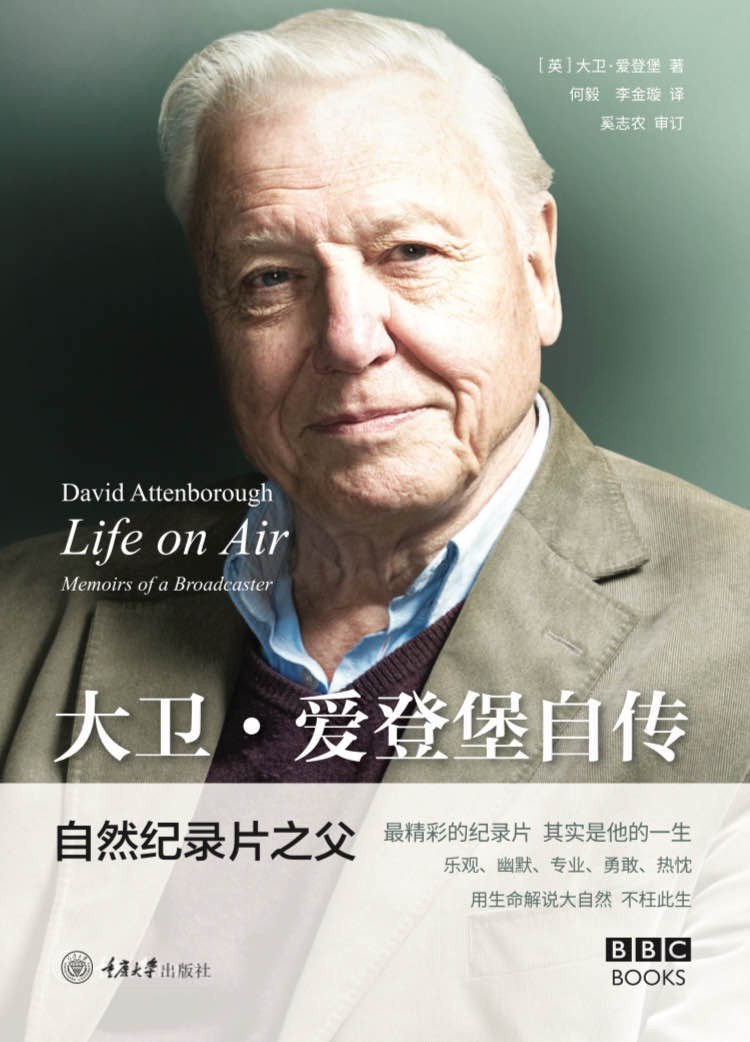 [英]大卫·爱登堡 著
何毅 李金璇 译
奚志农 审订
David Attenborough
Life on Air
Memoirs of a Broadcaster
大卫·爱登堡自传
自然纪录片之父
最精彩的纪录片 其实是他的一生
乐观、幽默、专业、勇敢、热忱
用生命解说大自然 不枉此生
重庆大学出版社
BBC
BOOKS